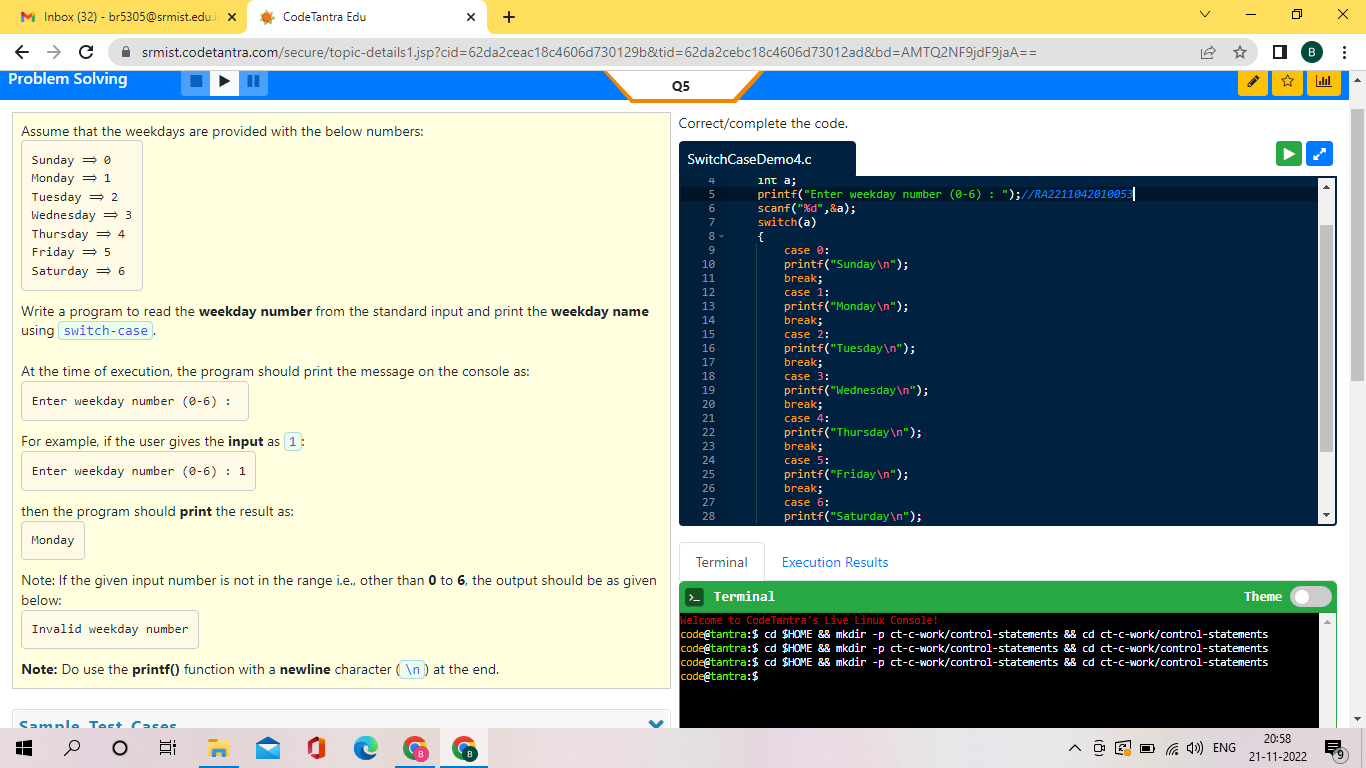 Inbox (32) - br5305@srmist.edu.i
CodeTantra Edu
srmist.codetantra.com/secure/topic-details1.jsp?cid=62da2ceac18c4606d730129b&tid=62da2cebc18c4606d73012ad&bd=AMTQ2NF9jdF9jaA==
B
Problem Solving
Q5
Assume that the weekdays are provided with the below numbers:
Sunday ⟹ 0
Monday ⟹ 1
Tuesday ⟹ 2
Wednesday ⟹ 3
Thursday ⟹ 4
Friday ⟹ 5
Saturday ⟹ 6
Write a program to read the weekday number from the standard input and print the weekday name
using switch-case.
At the time of execution, the program should print the message on the console as:
Enter weekday number (0-6) :
For example, if the user gives the input as 1:
Enter weekday number (0-6) : 1
then the program should print the result as:
Monday
Note: If the given input number is not in the range i.e., other than 0 to 6, the output should be as given
below:
Invalid weekday number
Note: Do use the printf() function with a newline character (\n) at the end.
Sample Test Cases
Correct/complete the code.
SwitchCaseDemo4.c
4 int a;
5 printf("Enter weekday number (0-6) : ");//RA2211042010053
6 scanf("%d",&a);
7 switch(a)
8 {
9 case 0:
10 printf("Sunday\n");
11 break;
12 case 1:
13 printf("Monday\n");
14 break;
15 case 2:
16 printf("Tuesday\n");
17 break;
18 case 3:
19 printf("Wednesday\n");
20 break;
21 case 4:
22 printf("Thursday\n");
23 break;
24 case 5:
25 printf("Friday\n");
26 break;
27 case 6:
28 printf("Saturday\n");
Terminal
Execution Results
Terminal
Theme
Welcome to CodeTantra's Live Linux Console!
code@tantra:$ cd $HOME && mkdir -p ct-c-work/control-statements && cd ct-c-work/control-statements
code@tantra:$ cd $HOME && mkdir -p ct-c-work/control-statements && cd ct-c-work/control-statements
code@tantra:$ cd $HOME && mkdir -p ct-c-work/control-statements && cd ct-c-work/control-statements
code@tantra:$
B
B
ENG
20:58
21-11-2022
9